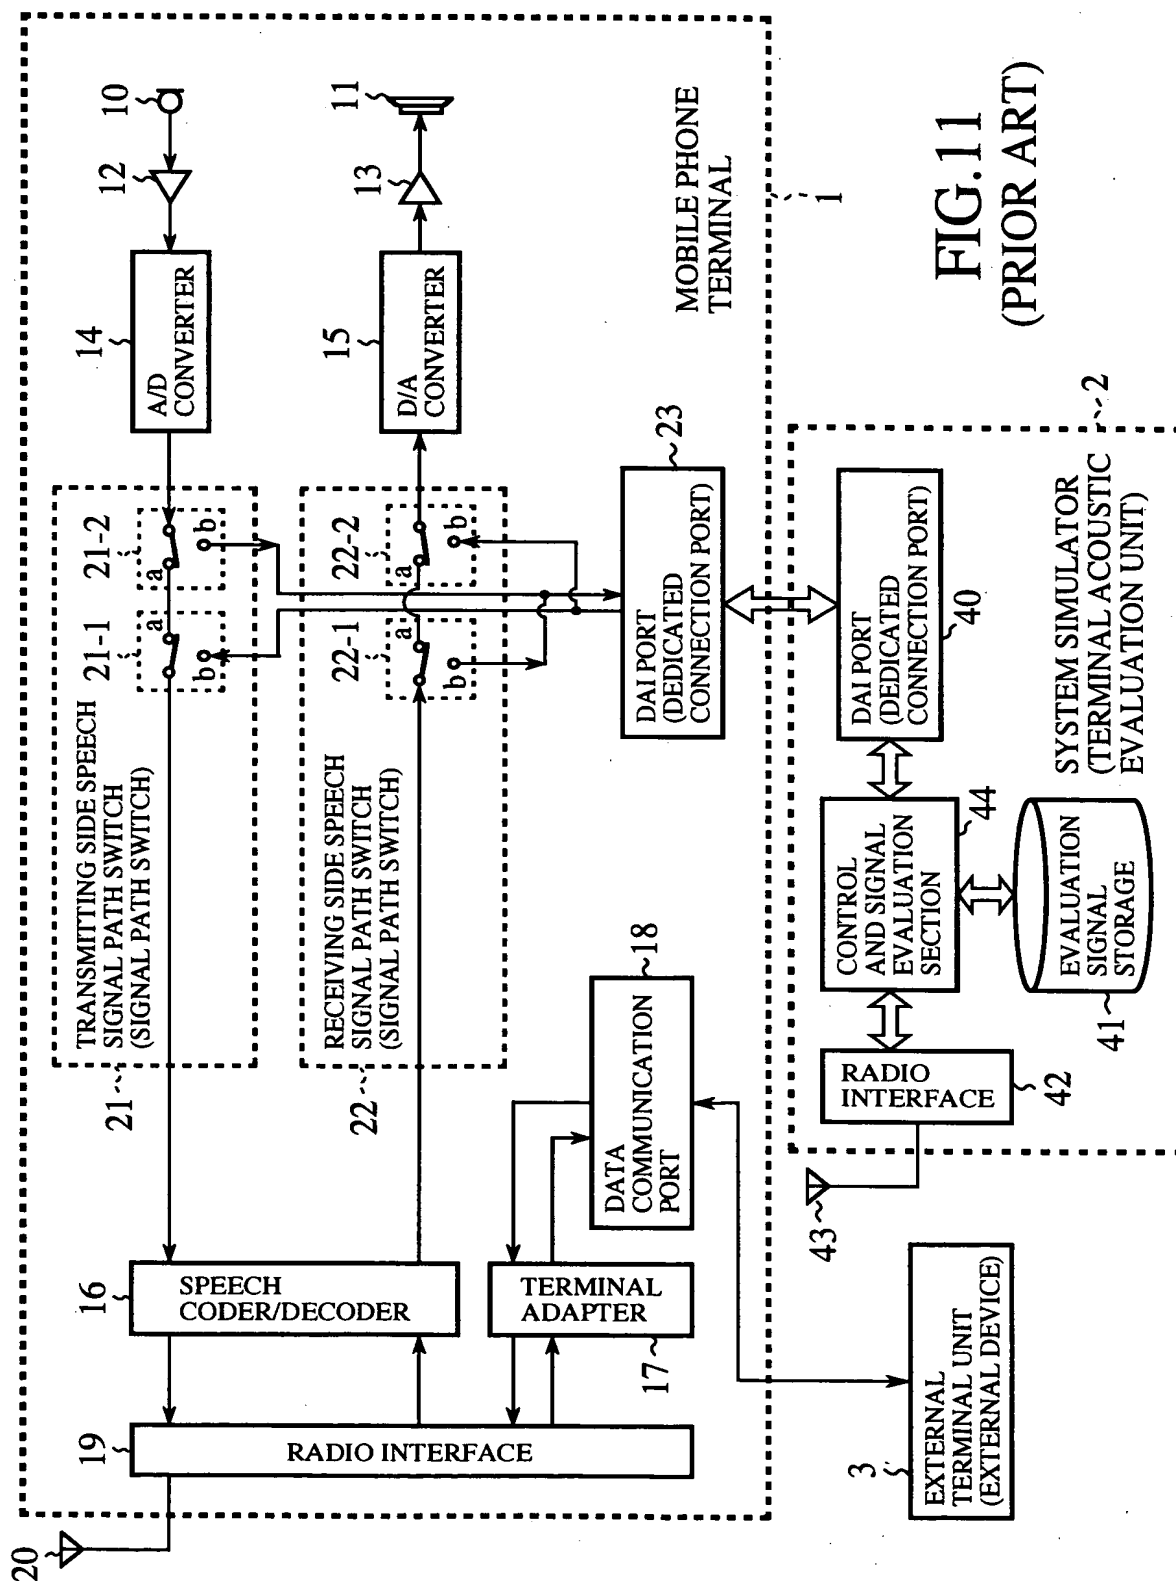 10
12
14
A/D
CONVERTER
21-2
21-1
a
b
a
b
TRANSMITTING SIDE SPEECH
SIGNAL PATH SWITCH
(SIGNAL PATH SWITCH)
21
11
13
15
D/A
CONVERTER
22-2
22-1
a
b
b
RECEIVING SIDE SPEECH
SIGNAL PATH SWITCH
(SIGNAL PATH SWITCH)
22
16
SPEECH
CODER/DECODER
19
RADIO INTERFACE
20
TERMINAL
ADAPTER
17
18
DATA
COMMUNICATION
PORT
23
DAI PORT
(DEDICATED
CONNECTION PORT)
MOBILE PHONE
TERMINAL
1
2
DAI PORT
(DEDICATED
CONNECTION PORT)
40
CONTROL
AND SIGNAL
EVALUATION
SECTION
44
EVALUATION
SIGNAL
STORAGE
41
RADIO
INTERFACE
42
43
SYSTEM SIMULATOR
(TERMINAL ACOUSTIC
EVALUATION UNIT)
3
EXTERNAL
TERMINAL UNIT
(EXTERNAL DEVICE)
FIG.11
(PRIOR ART)